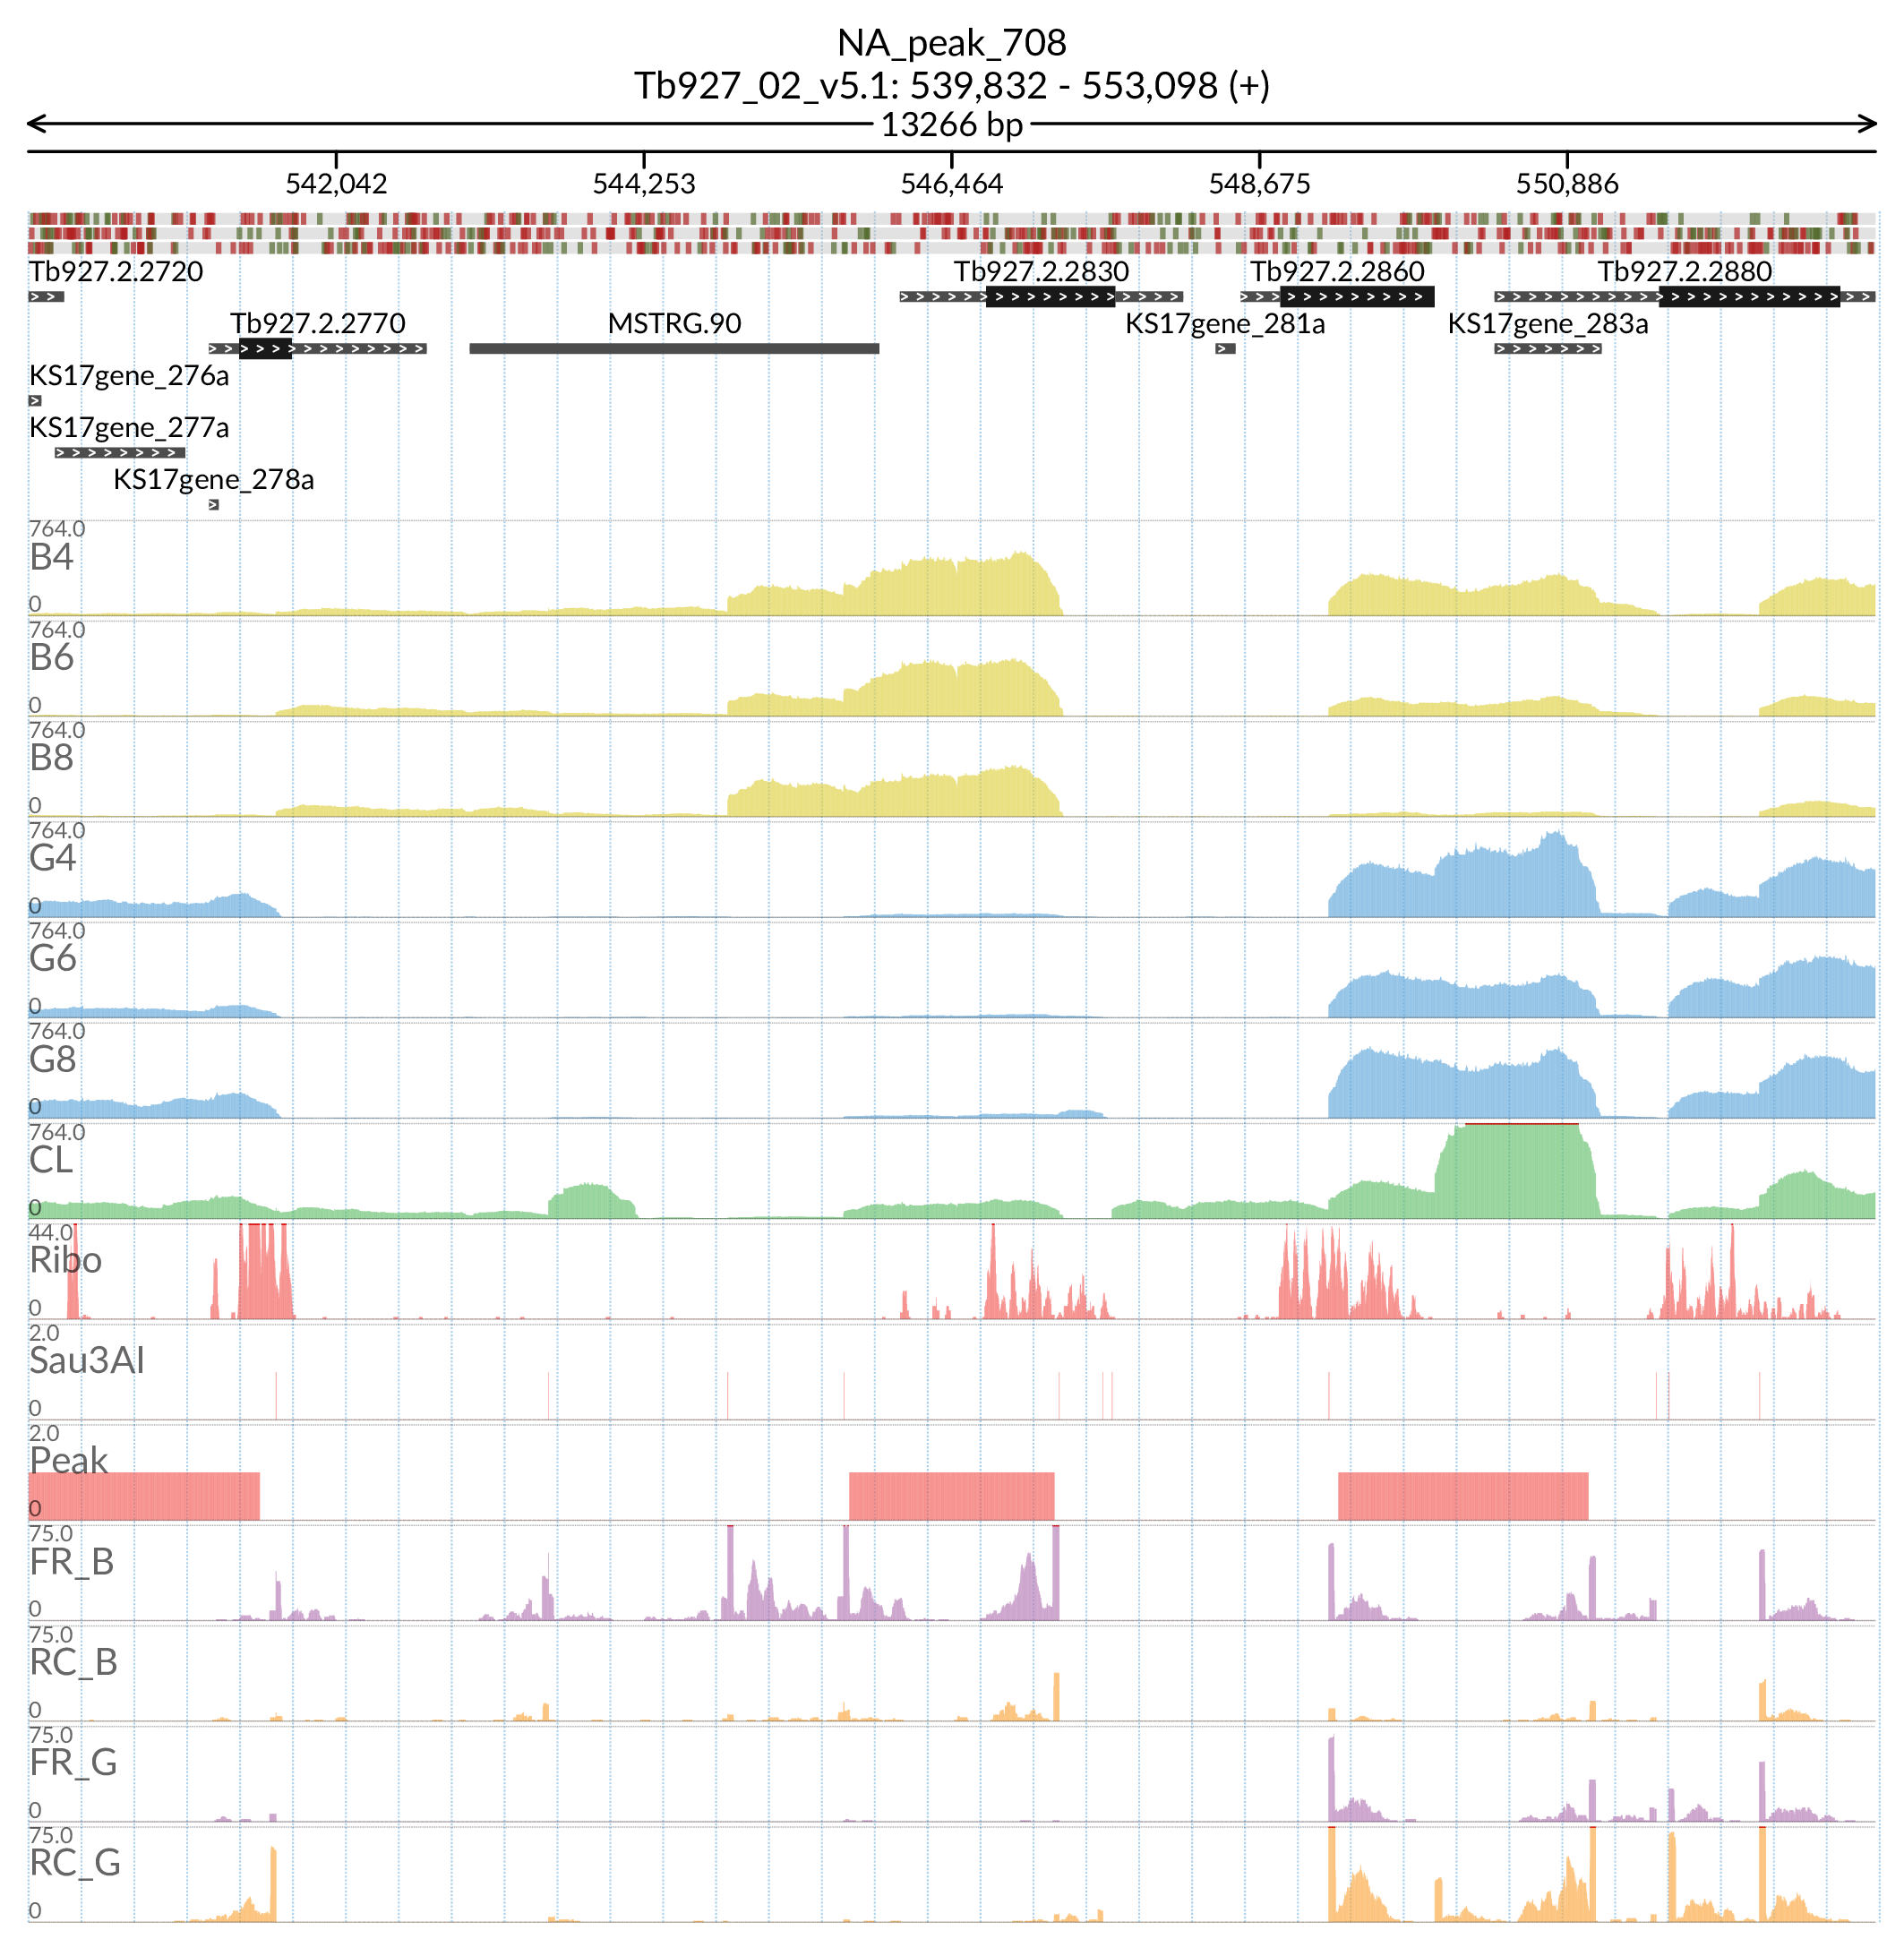 NA_peak_708
Tb927_02_v5.1: 539,832 - 553,098 (+)
13266 bp
542,042 544,253 546,464 548,675 550,886
Tb927.2.2720 Tb927.2.2830 Tb927.2.2860 Tb927.2.2880
Tb927.2.2770 MSTRG.90 KS17gene_281a KS17gene_283a
KS17gene_276a
KS17gene_277a
KS17gene_278a
764.0
B4
0
764.0
B6
0
764.0
B8
0
764.0
G4
0
764.0
G6
0
764.0
G8
0
764.0
CL
0
44.0
Ribo
0
2.0
Sau3AI
0
2.0
Peak
0
75.0
FR_B
0
75.0
RC_B
0
75.0
FR_G
0
75.0
RC_G
0